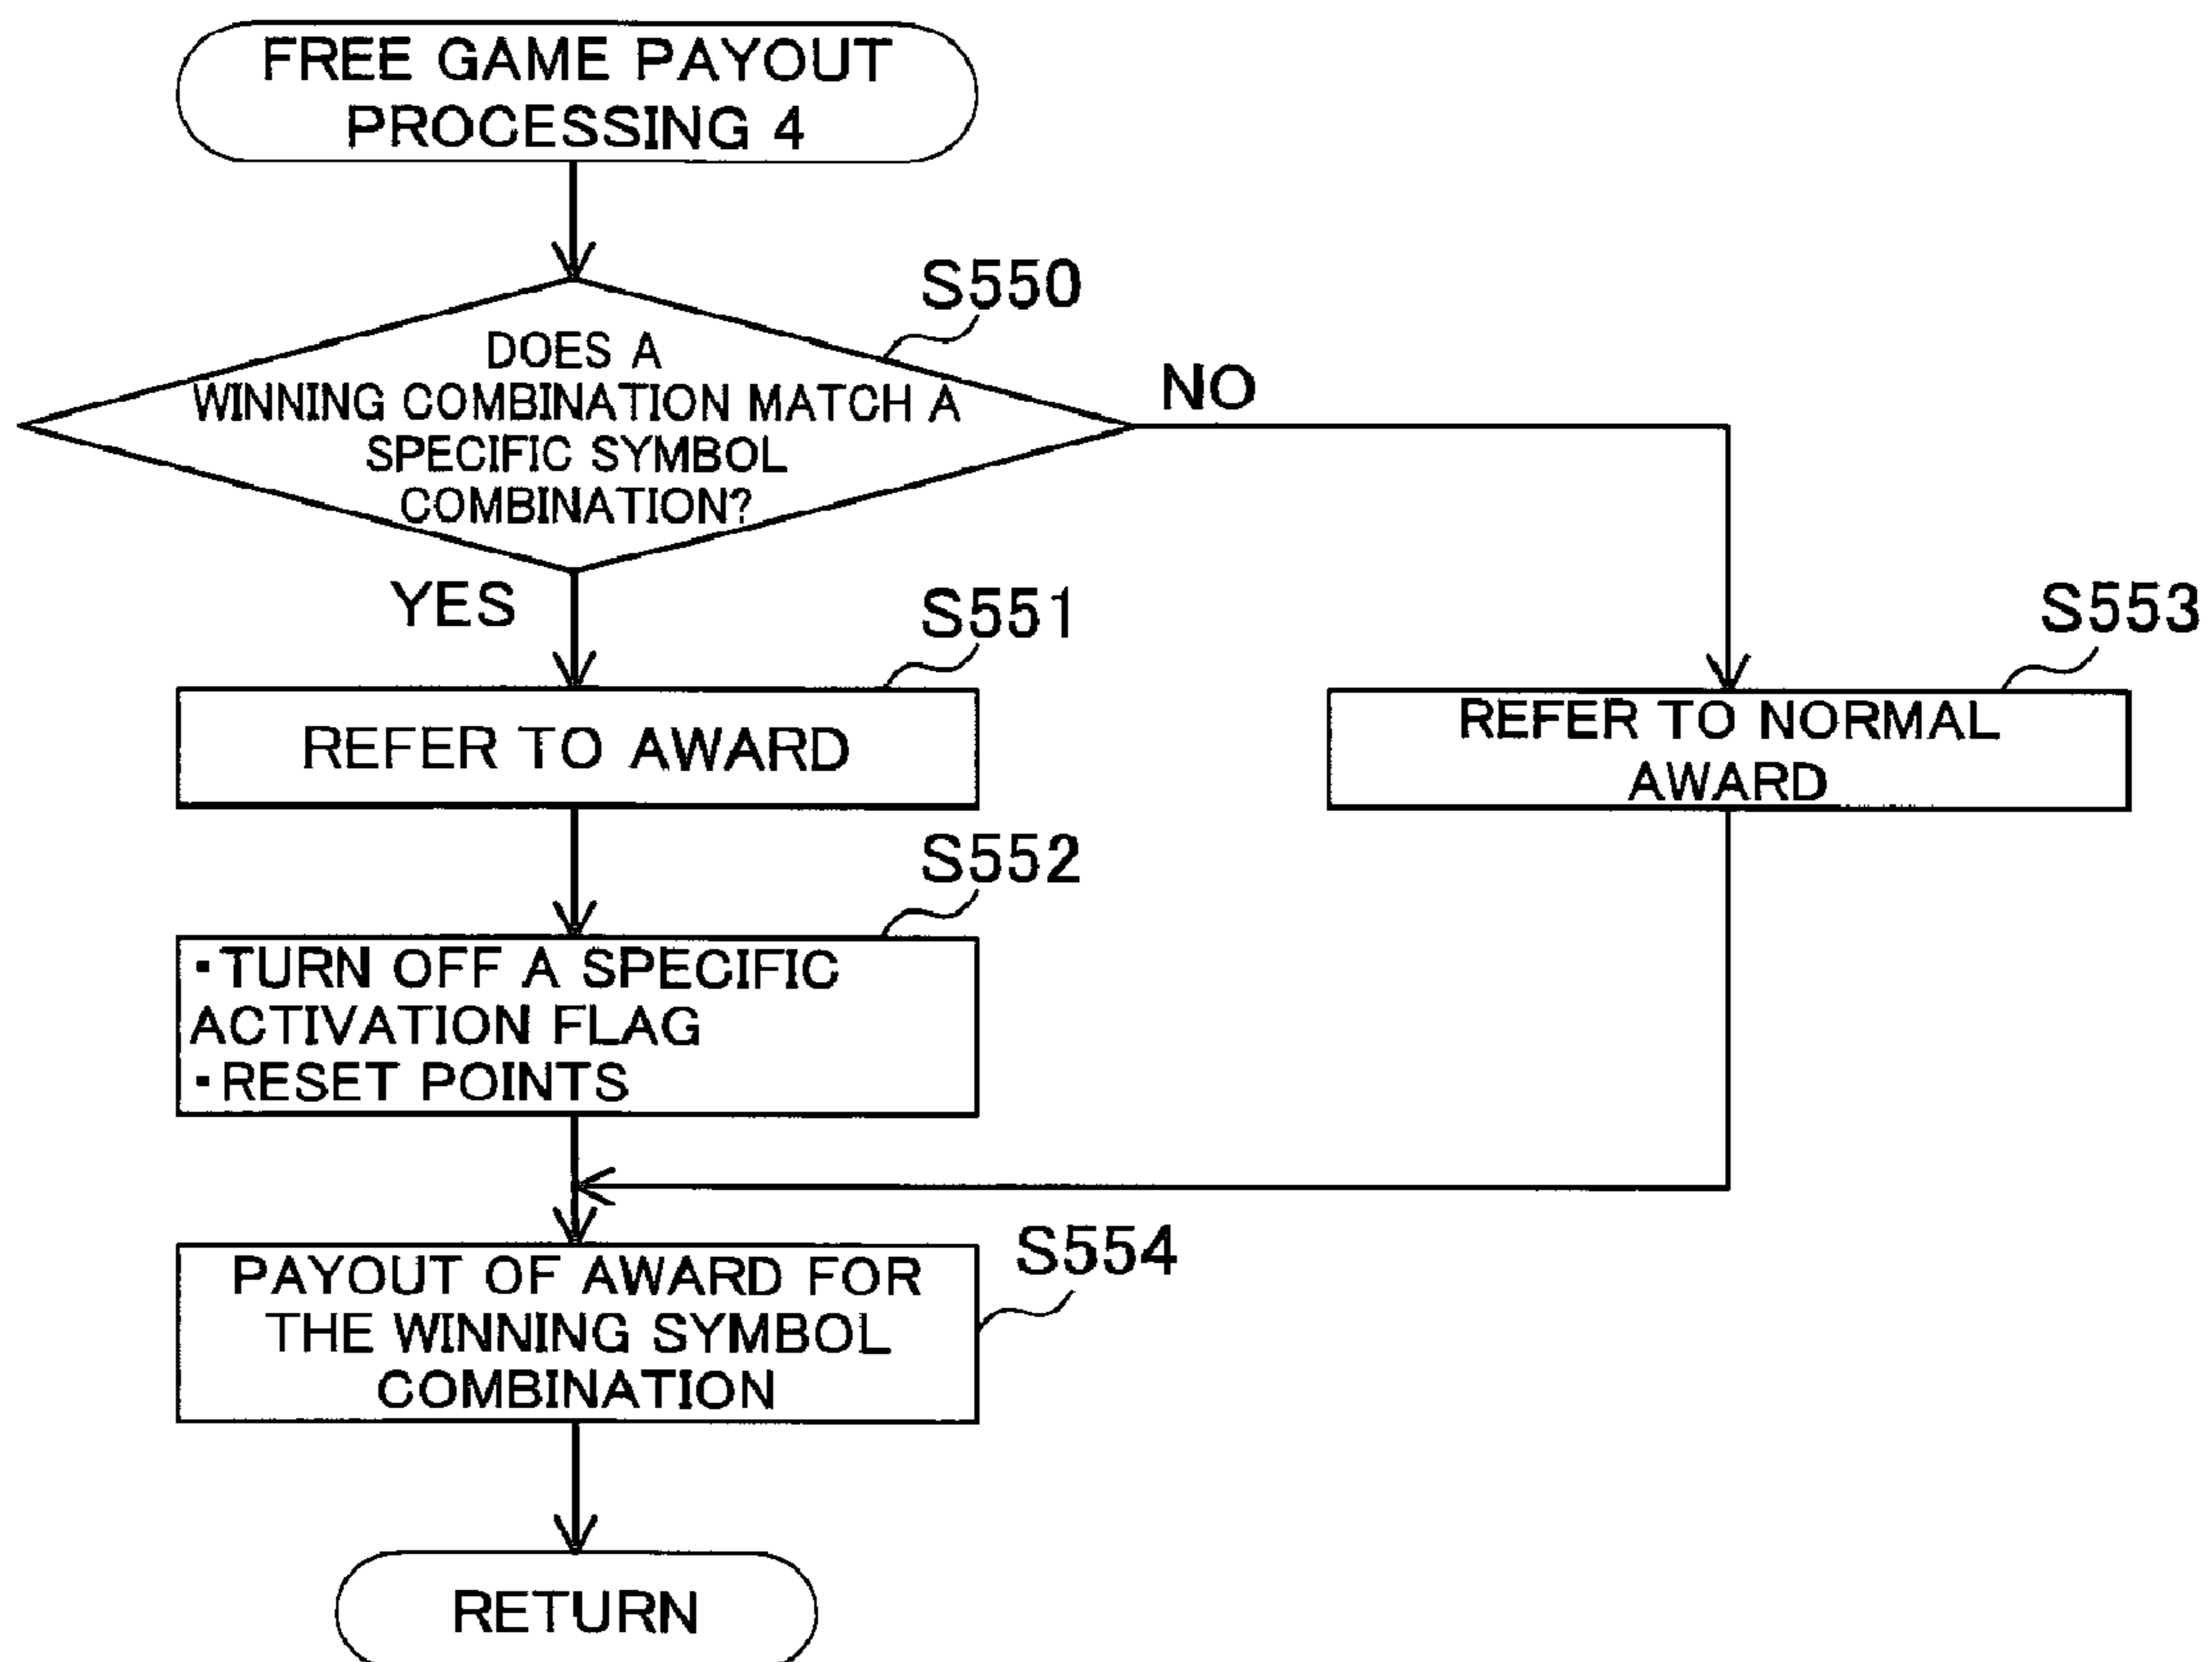 FREE GAME PAYOUT
PROCESSING 4
S550
DOES A
WINNING COMBINATION MATCH A
SPECIFIC SYMBOL
COMBINATION?
NO
YES
S551
REFER TO AWARD
S553
REFER TO NORMAL
AWARD
S552
▪TURN OFF A SPECIFIC
ACTIVATION FLAG
▪RESET POINTS
S554
PAYOUT OF AWARD FOR
THE WINNING SYMBOL
COMBINATION
RETURN